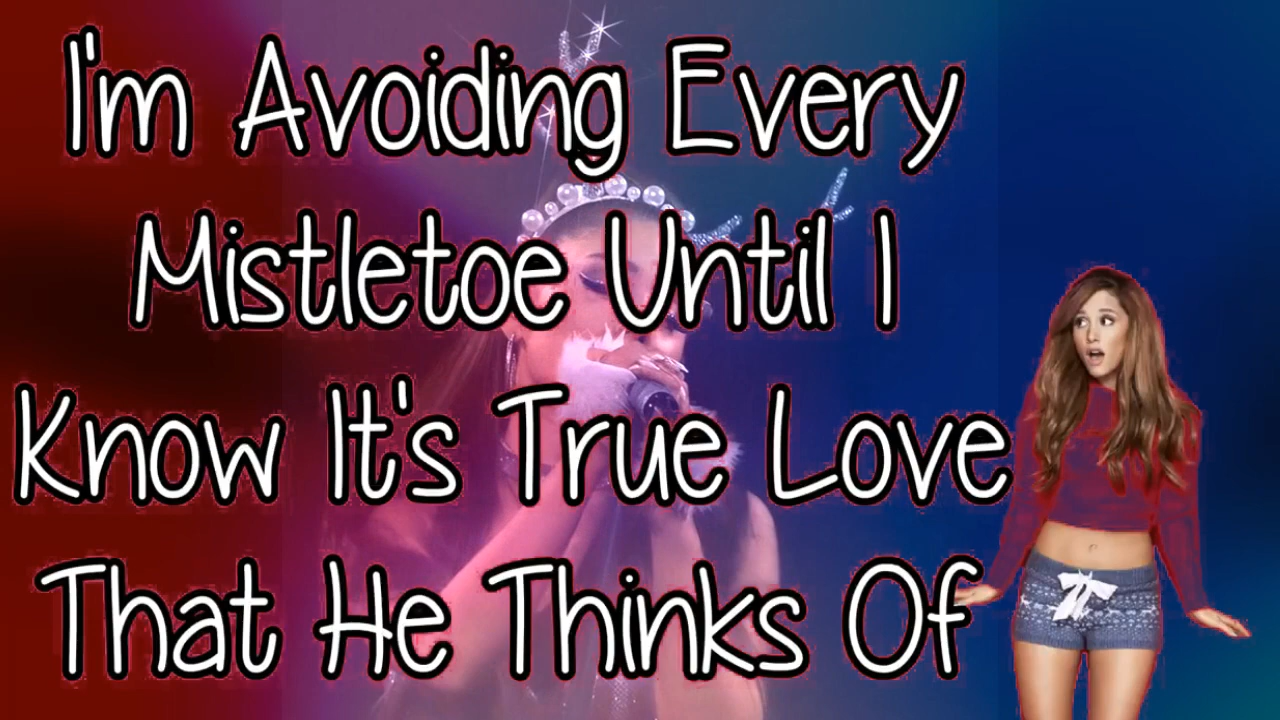 I'm Avoiding Every
Mistletoe Until I
Know It's True Love
That He Thinks Of